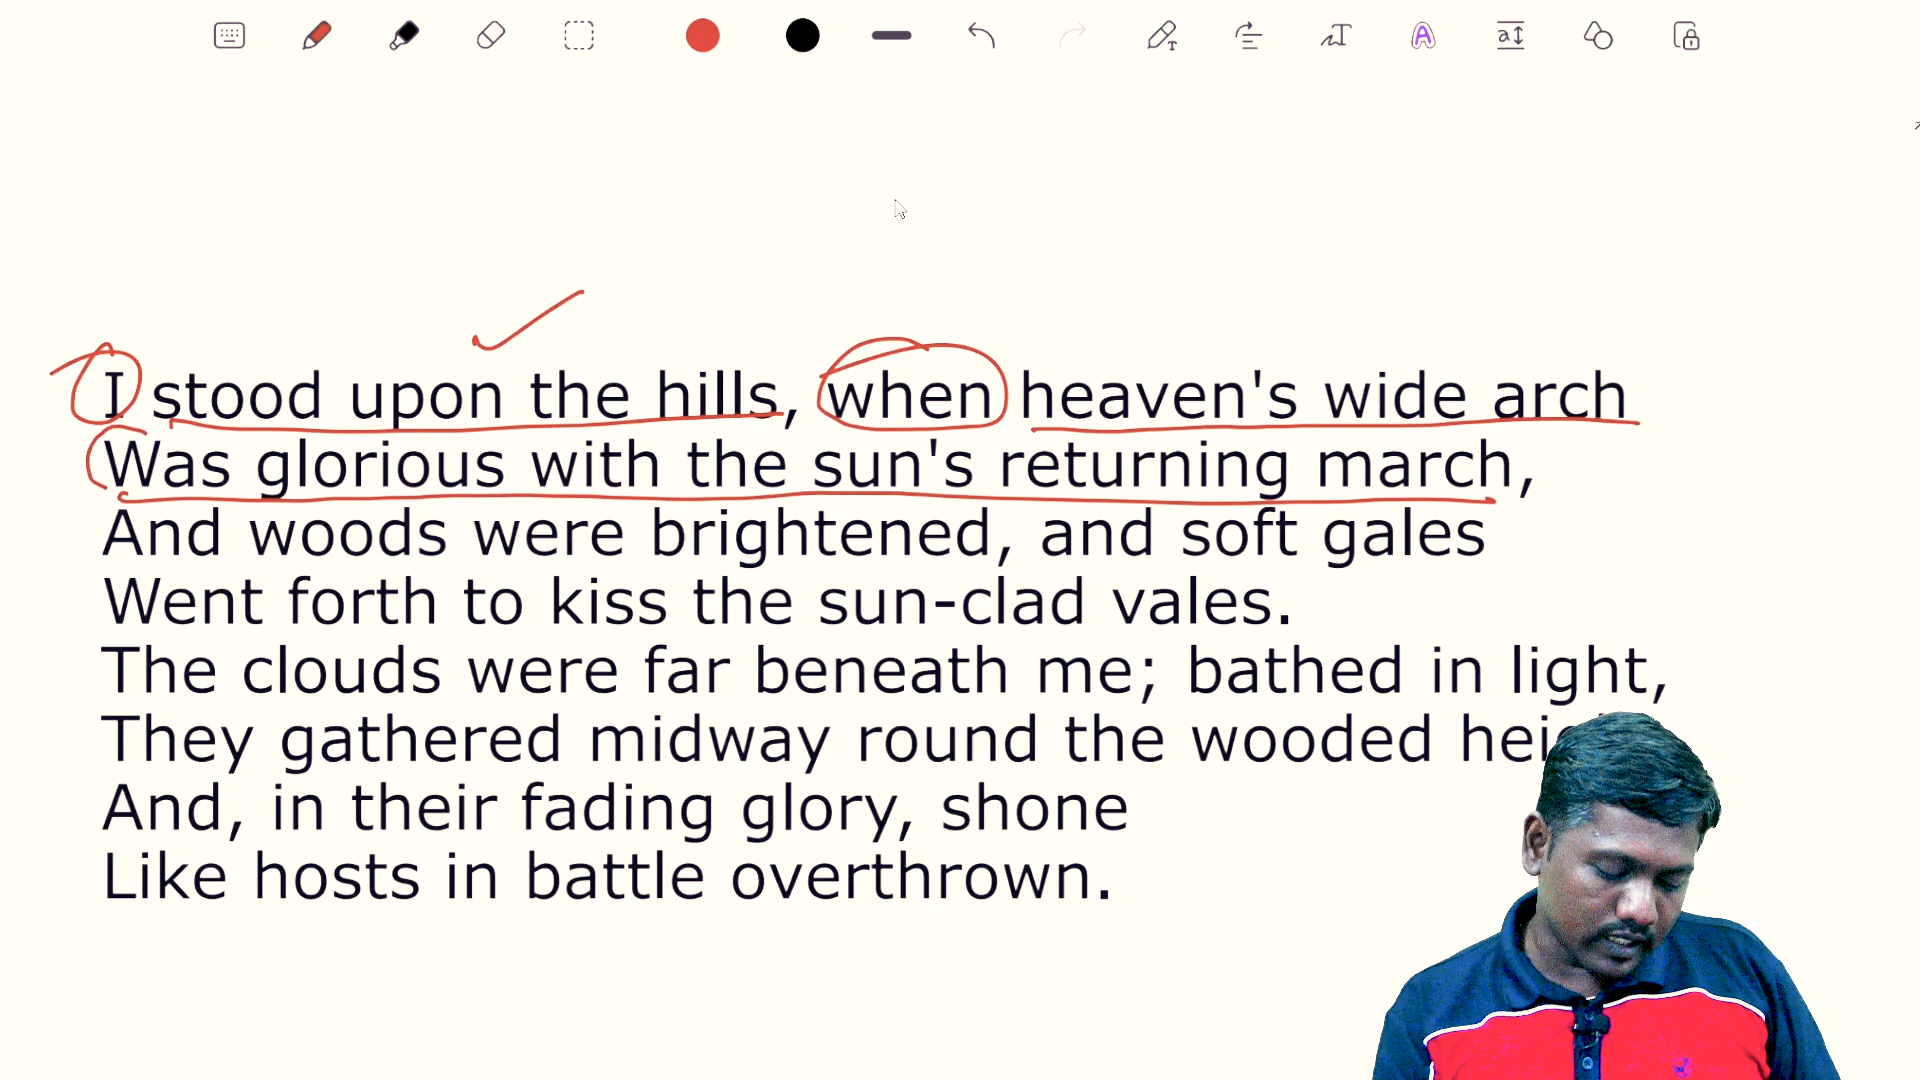 I stood upon the hills, when heaven's wide arch
Was glorious with the sun's returning march,
And woods were brightened, and soft gales
Went forth to kiss the sun-clad vales.
The clouds were far beneath me; bathed in light,
They gathered midway round the wooded
And, in their fading glory, shone
Like hosts in battle overthrown.